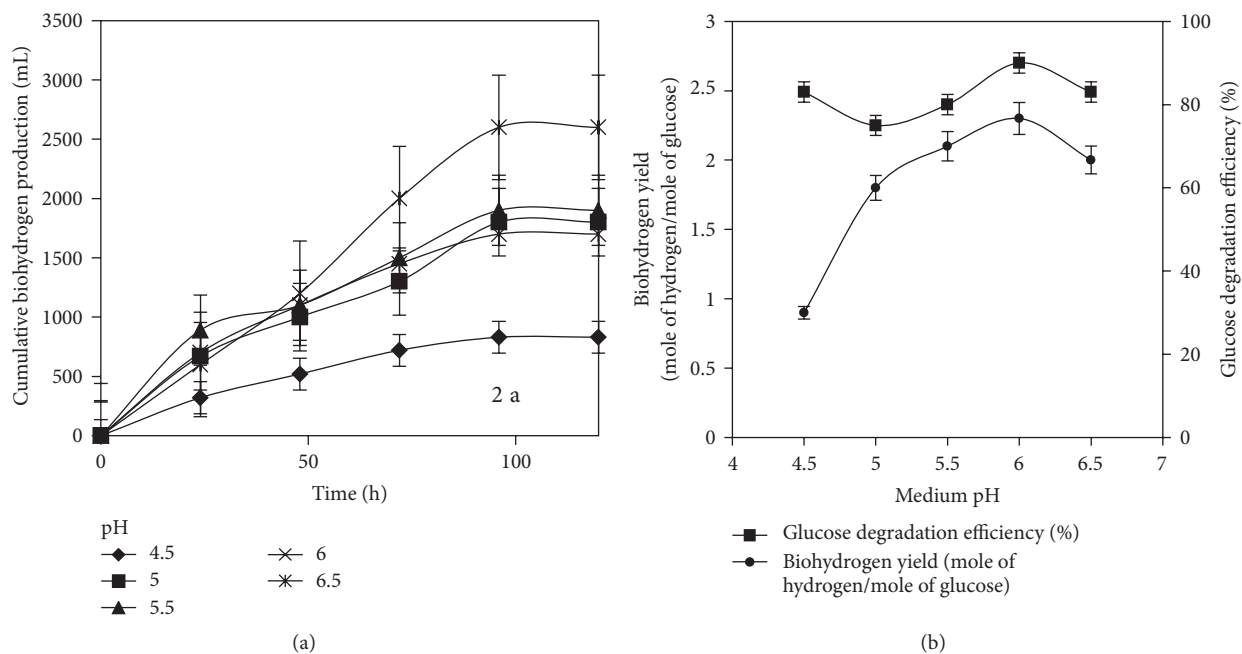 Cumulative biohydrogen production (mL)
3500
3000
2500
2000
1500
1000
500
0
2 a
0
50
100
Time (h)
pH
4.5
5
5.5
6
6.5
(a)
Biohydrogen yield
(mole of hydrogen/mole of glucose)
3
2.5
2
1.5
1
0.5
0
100
80
60
40
20
0
Glucose degradation efficiency (%)
4
4.5
5
5.5
6
6.5
7
Medium pH
Glucose degradation efficiency (%)
Biohydrogen yield (mole of
hydrogen/mole of glucose)
(b)